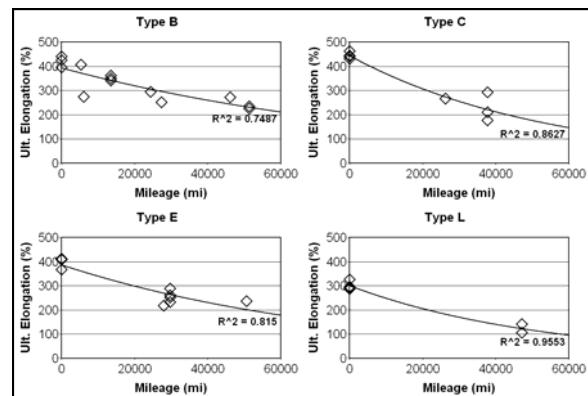 Type B
Type C
Ult. Elongation (%)
500
400
300
200
100
0
R^2 = 0.7487
0
20000
40000
60000
Mileage (mi)
Ult. Elongation (%)
500
400
300
200
100
0
R^2 = 0.8627
0
20000
40000
60000
Mileage (mi)
Type E
Type L
Ult. Elongation (%)
500
400
300
200
100
0
R^2 = 0.815
0
20000
40000
60000
Mileage (mi)
Ult. Elongation (%)
500
400
300
200
100
0
R^2 = 0.9553
0
20000
40000
60000
Mileage (mi)